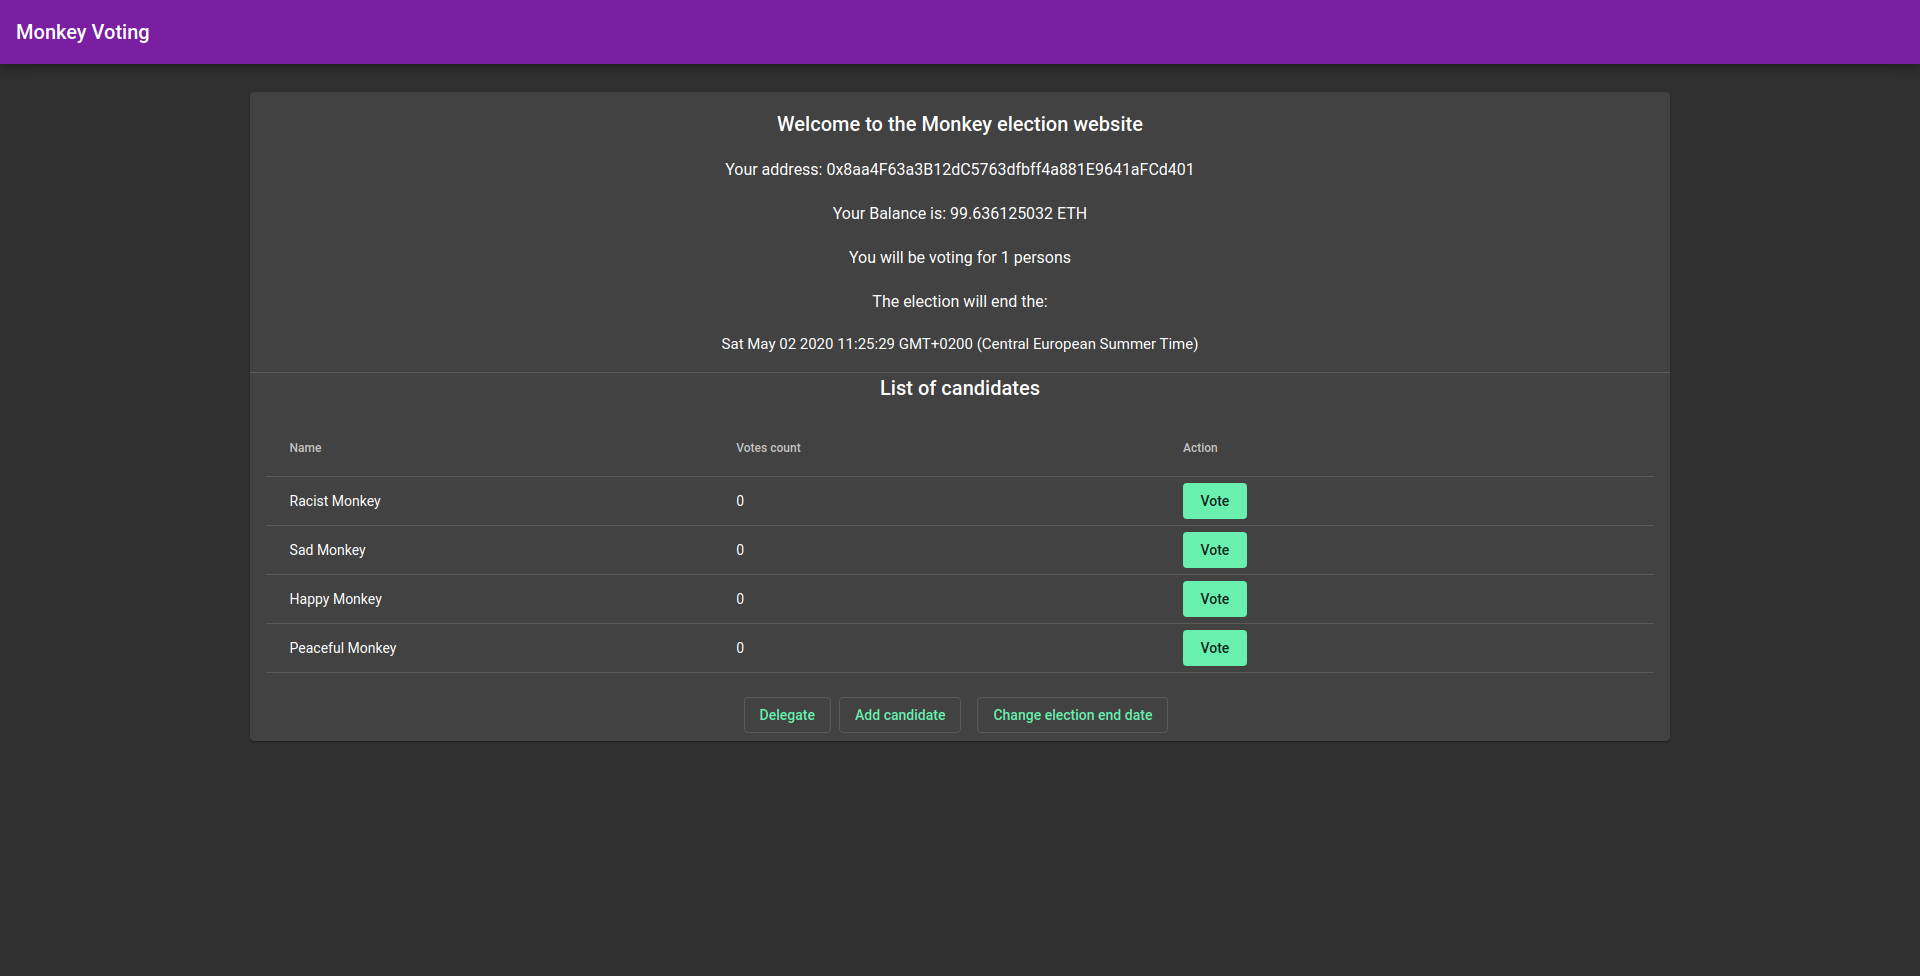 Monkey Voting
Welcome to the Monkey election website
Your address: 0x8aa4F63a3B12dC5763dfbff4a881E9641aFCd401
Your Balance is: 99.636125032 ETH
You will be voting for 1 persons
The election will end the:
Sat May 02 2020 11:25:29 GMT+0200 (Central European Summer Time)
List of candidates
Name Votes count Action
Racist Monkey 0 Vote
Sad Monkey 0 Vote
Happy Monkey 0 Vote
Peaceful Monkey 0 Vote
Delegate Add candidate Change election end date